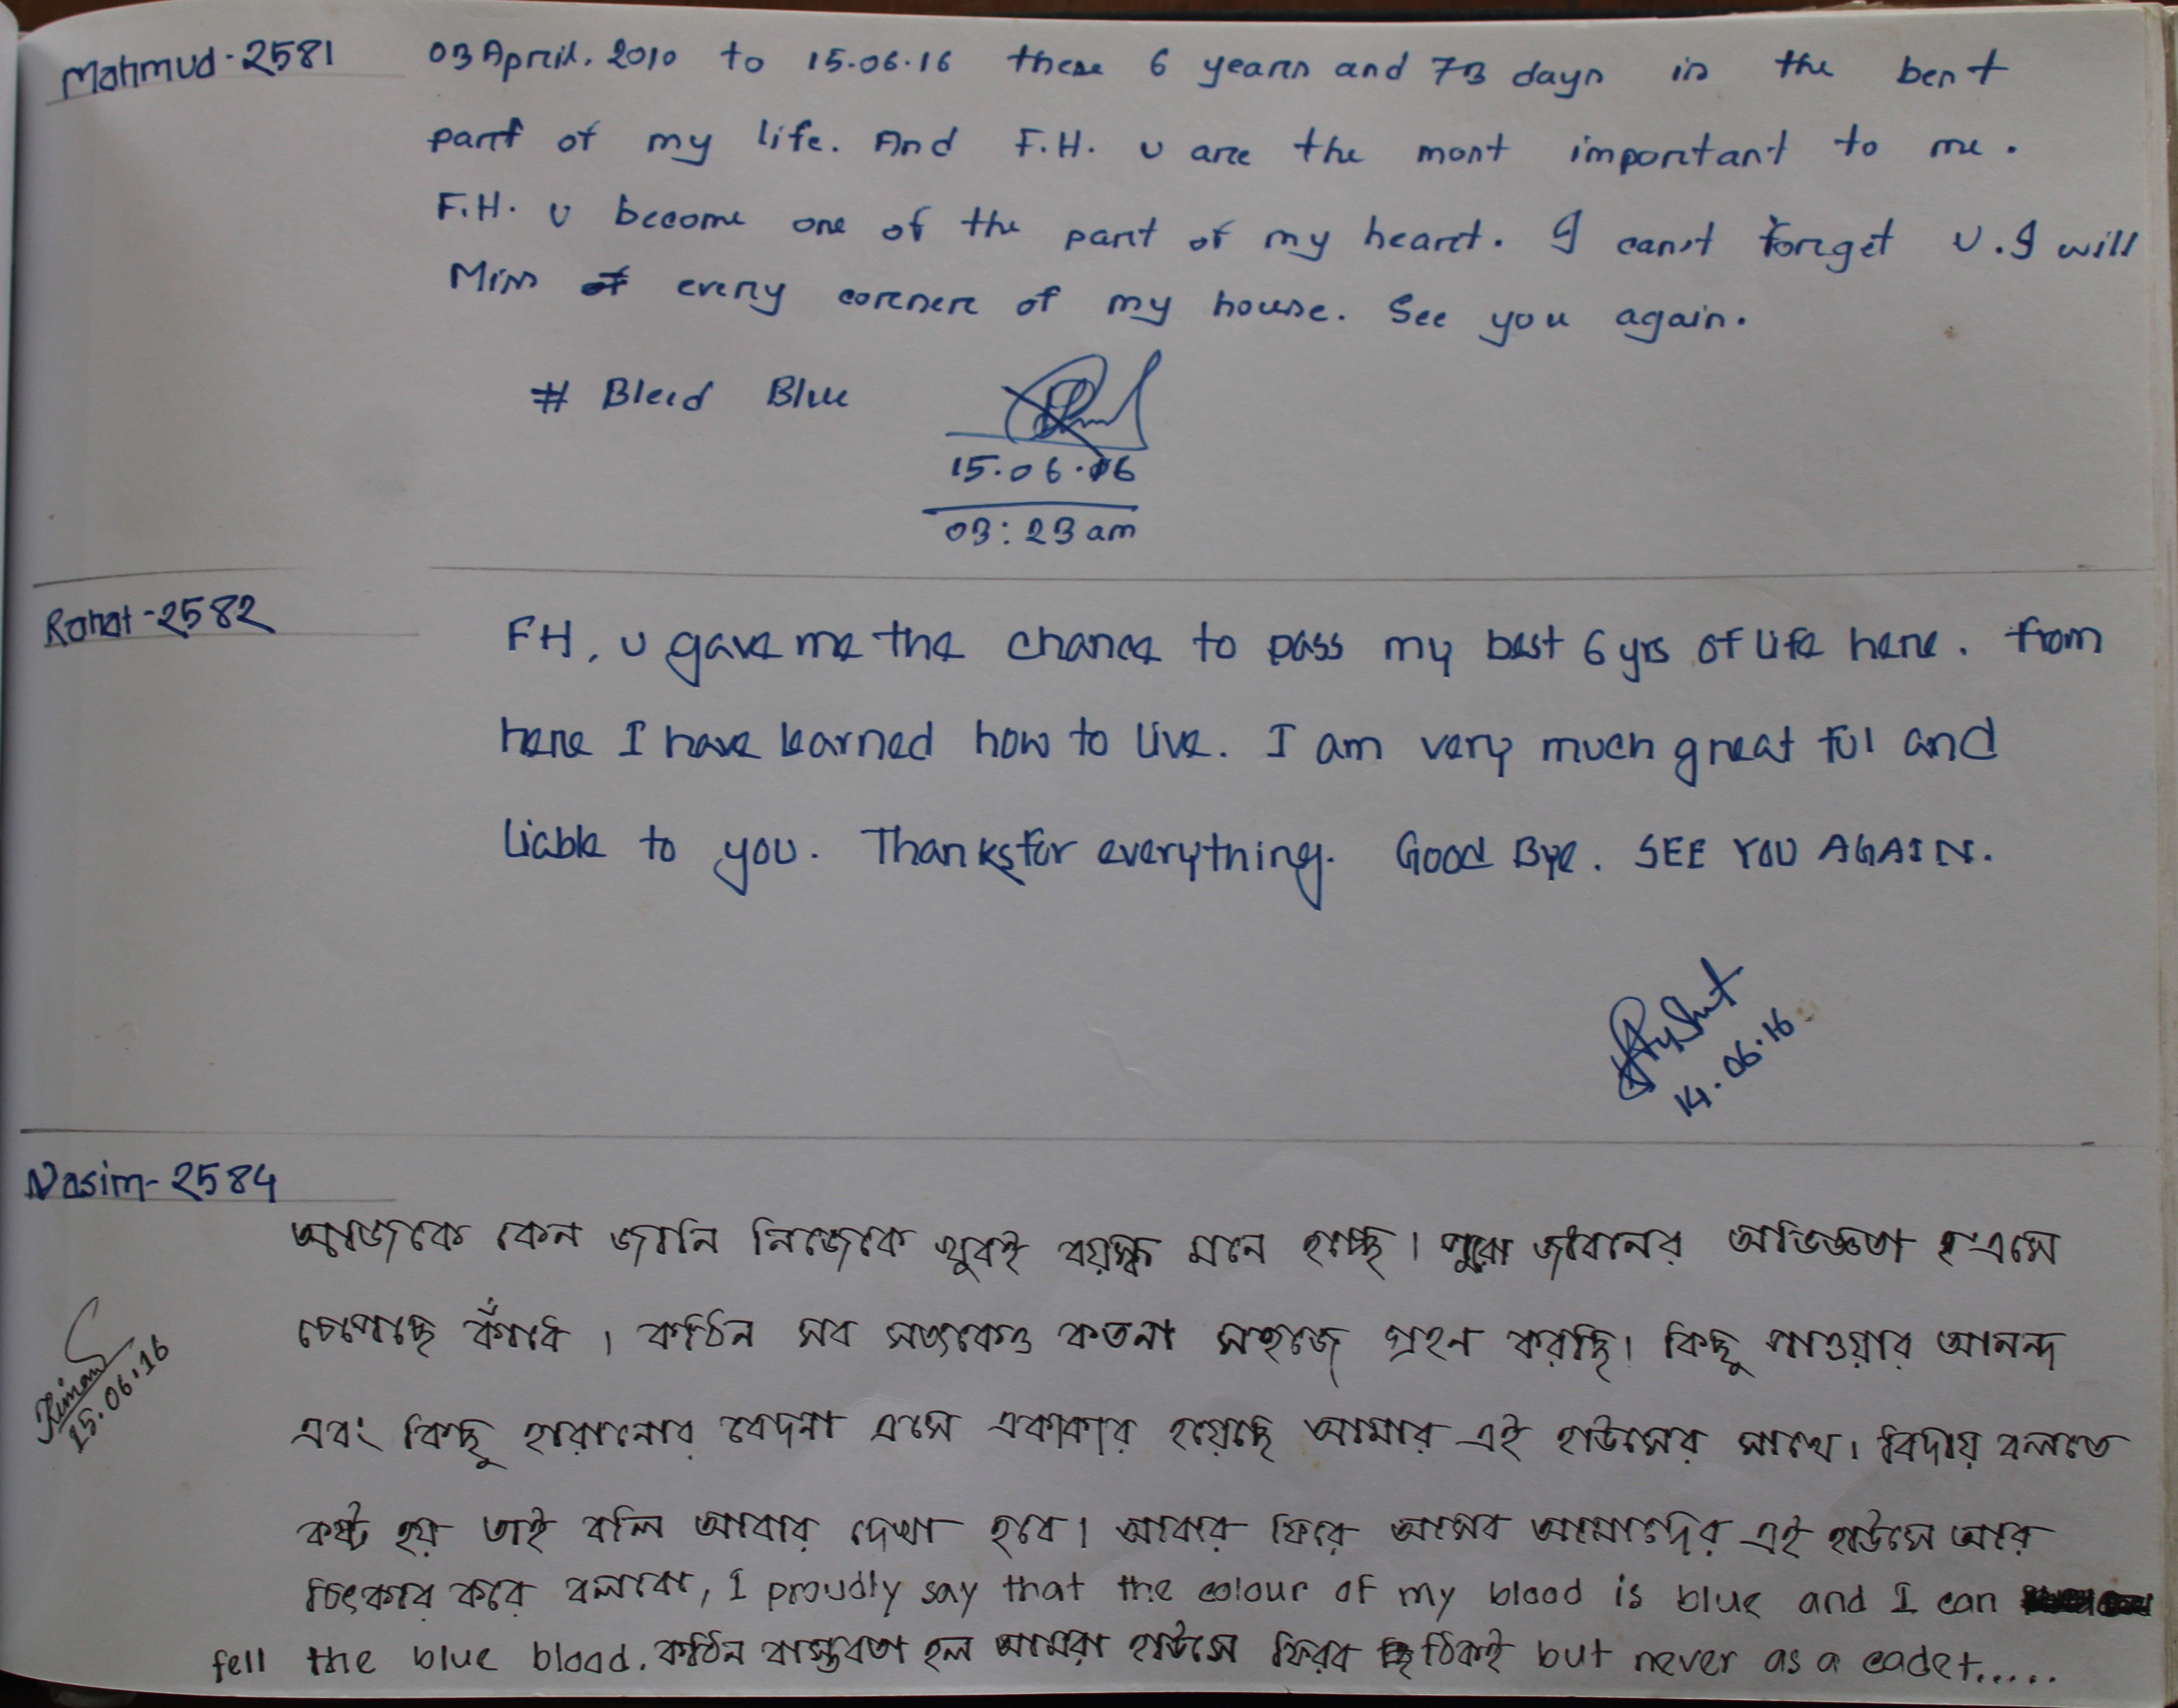 Mahmud - 2581
03 April. 2010 to 15.06.16 these 6 years and 73 days is the best
part of my life. And F.H. u are the most important to me.
F.H. u become one of the part of my heart. I can't forget U. I will
Miss every corner of my house. See you again.
# Bleed Blue
15.06.16
03:23 am
Rahat - 2582
FH, u gave me the chance to pass my best 6 yrs of life here. from
here I have learned how to live. I am very much great ful and
liable to you. Thanks for everything. Good Bye. SEE YOU AGAIN.
14.06.16
Nasim - 2584
আজকে কেন জানি নিজেকে খুবই বয়স্ক মনে হচ্ছে। পুরো জীবনের অভিজ্ঞতা এসে
চেপেছে কাঁধে। কঠিন সব সত্যকেও কতনা সহজে গ্রহন করছি। কিছু পাওয়ার আনন্দ
এবং কিছু হারানোর বেদনা এসে একাকার হয়েছে আমার এই হাউসের সাথে। বিদায় বলতে
কষ্ট হয় তাই বলি আবার দেখা হবে। আবার ফিরে আসব আমাদের এই হাউসে আর
চিৎকার করে বলবো, I proudly say that the colour of my blood is blue and I can
fell the blue blood. কঠিন বাস্তবতা হল আমরা হাউসে ফিরব ঠিকই but never as a cadet.....
15.06.16